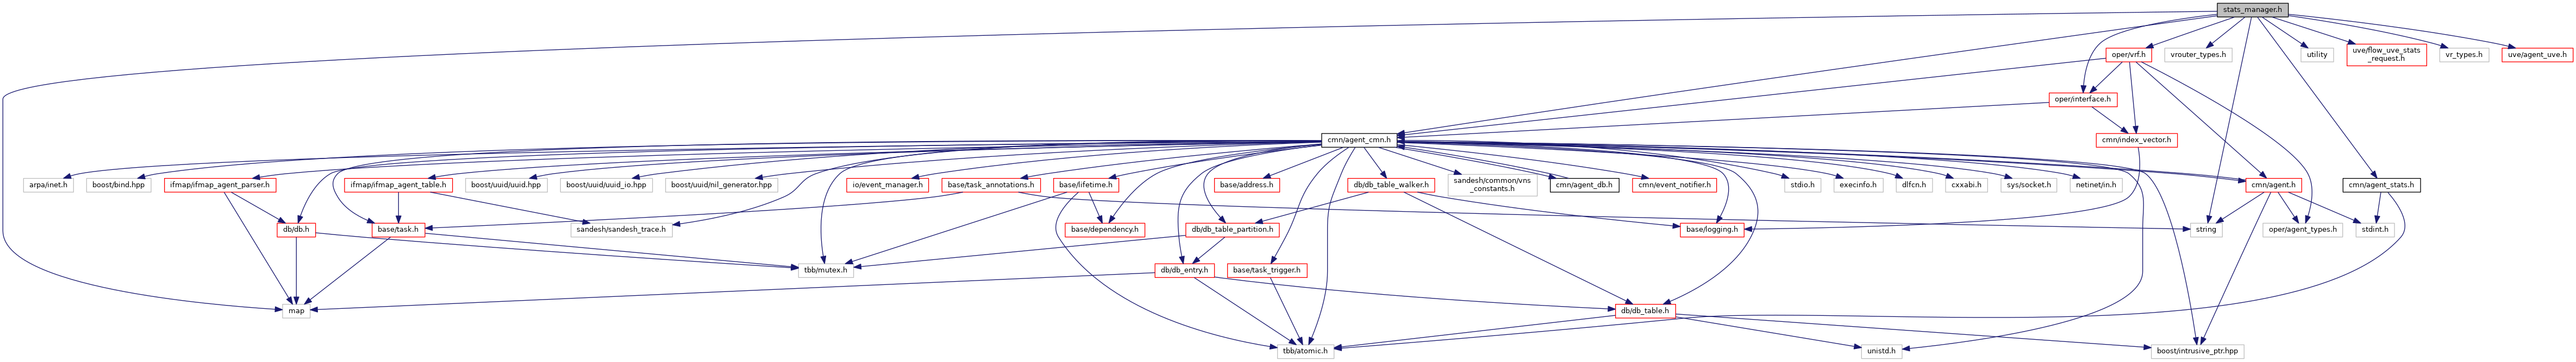 stats_manager.h
oper/vrf.h
vrouter_types.h
utility
uve/flow_uve_stats
_request.h
vr_types.h
uve/agent_uve.h
oper/interface.h
cmn/agent_cmn.h
cmn/index_vector.h
arpa/inet.h
boost/bind.hpp
ifmap/ifmap_agent_parser.h
ifmap/ifmap_agent_table.h
boost/uuid/uuid.hpp
boost/uuid/uuid_io.hpp
boost/uuid/nil_generator.hpp
io/event_manager.h
base/task_annotations.h
base/lifetime.h
base/address.h
db/db_table_walker.h
sandesh/common/vns
_constants.h
cmn/agent_db.h
cmn/event_notifier.h
stdio.h
execinfo.h
dlfcn.h
cxxabi.h
sys/socket.h
netinet/in.h
cmn/agent.h
cmn/agent_stats.h
db/db.h
base/task.h
sandesh/sandesh_trace.h
base/dependency.h
db/db_table_partition.h
base/logging.h
string
oper/agent_types.h
stdint.h
tbb/mutex.h
db/db_entry.h
base/task_trigger.h
map
db/db_table.h
tbb/atomic.h
unistd.h
boost/intrusive_ptr.hpp